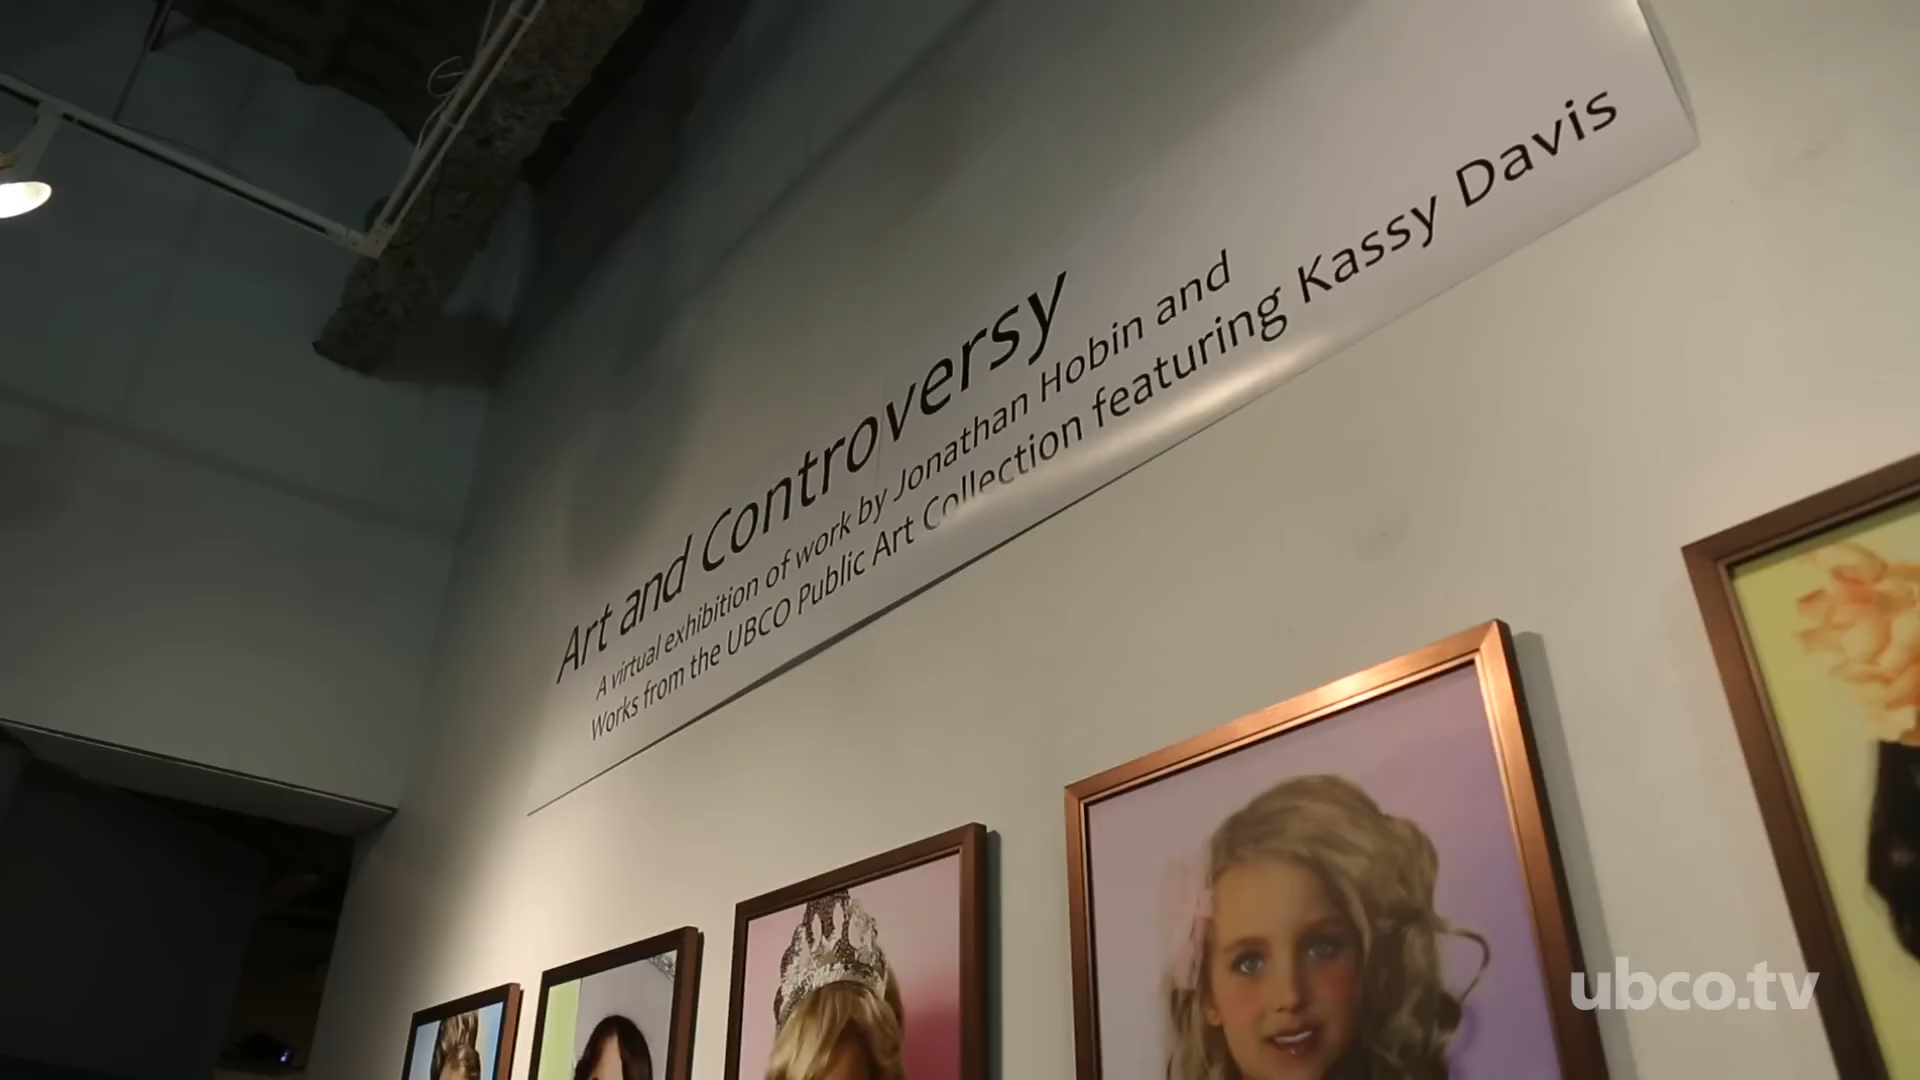 Art and Controversy
A virtual exhibition of work by Jonathan Hobin and
Works from the UBCO Public Art Collection featuring Kassy Davis
ubco.tv